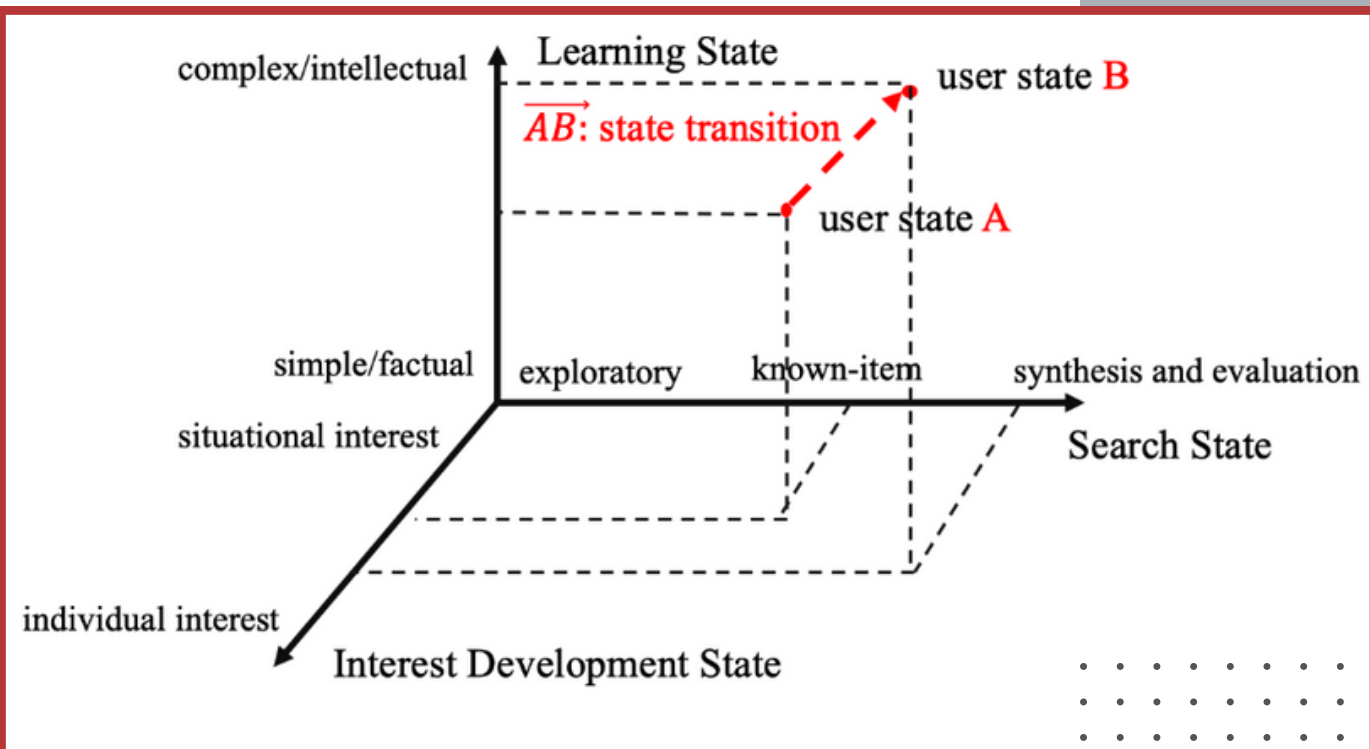 Learning State
complex/intellectual
user state B
AB: state transition
user state A
simple/factual
exploratory
known-item
synthesis and evaluation
situational interest
Search State
individual interest
Interest Development State